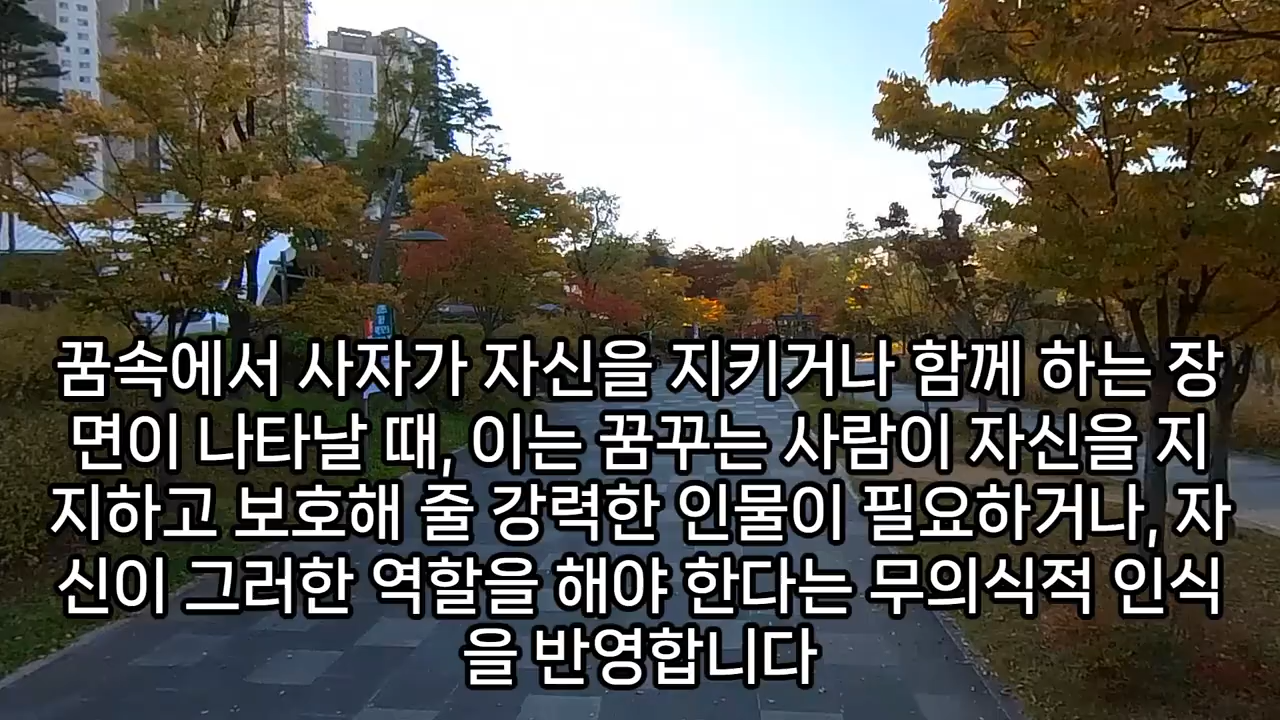 꿈속에서 사자가 자신을 지키거나 함께 하는 장
면이 나타날 때, 이는 꿈꾸는 사람이 자신을 지
지하고 보호해 줄 강력한 인물이 필요하거나, 자
신이 그러한 역할을 해야 한다는 무의식적 인식
을 반영합니다